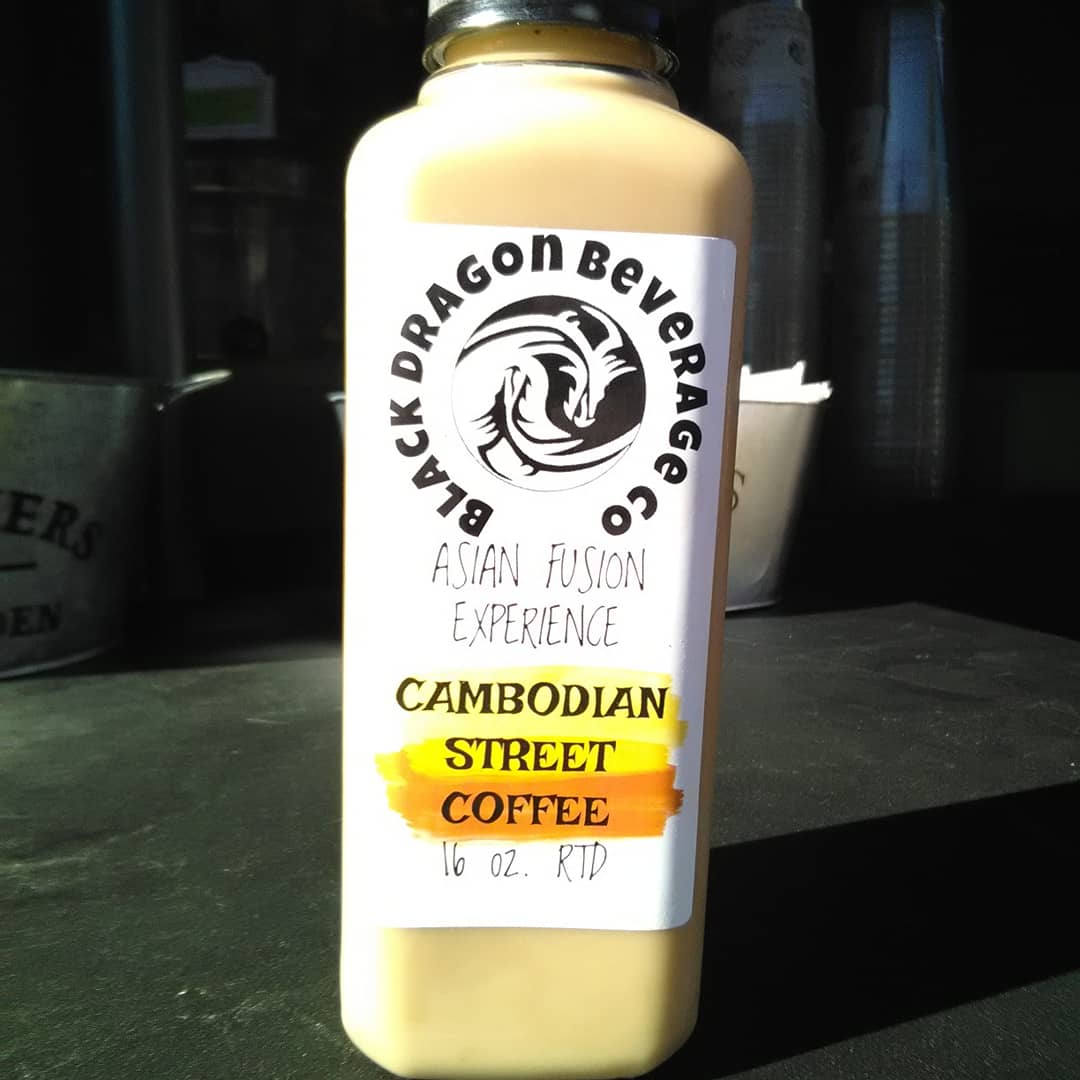 BLACK DRAGON BEVERAGE CO
ASIAN FUSION
EXPERIENCE
CAMBODIAN
STREET
COFFEE
16 OZ. RTD